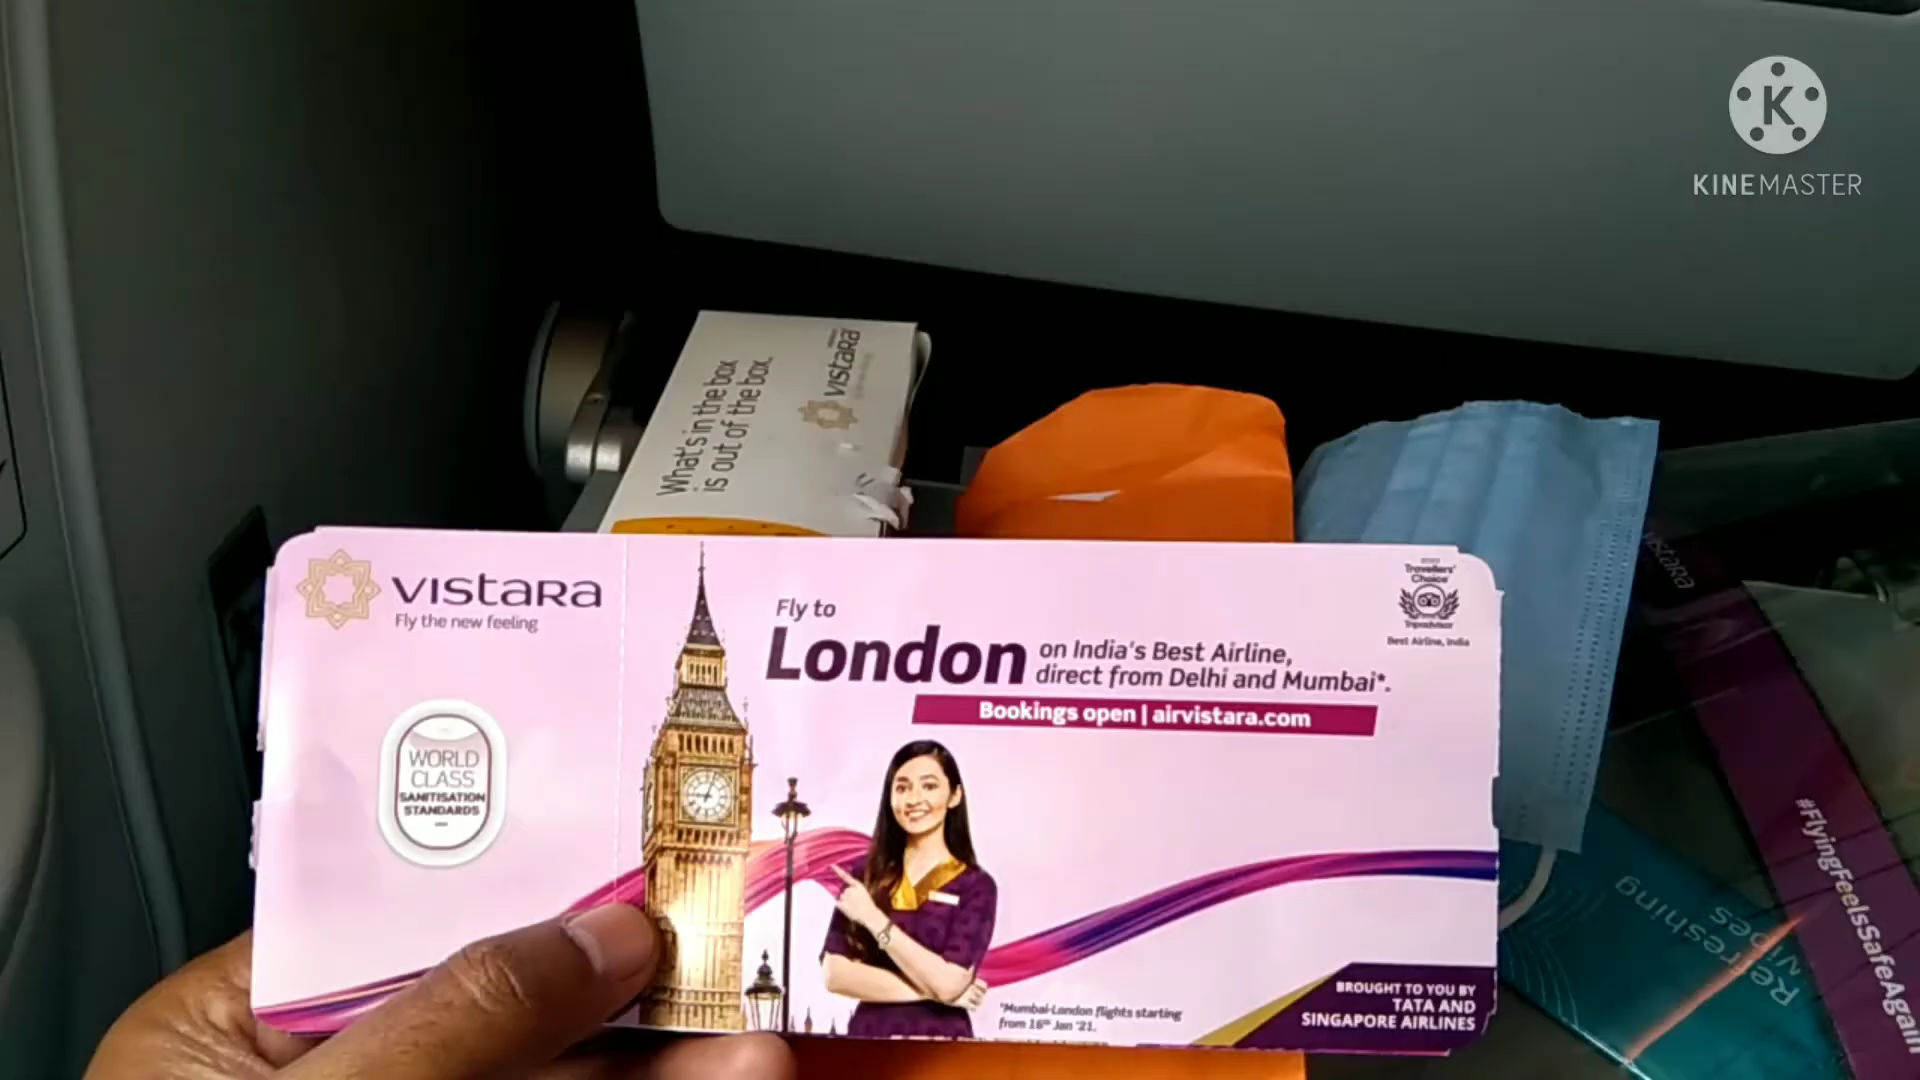 KINEMASTER
What's in the box
is out of the box.
VISTARA
VISTARA
Fly the new feeling
WORLD
CLASS
SANITISATION
STANDARDS
Fly to
London
on India's Best Airline,
direct from Delhi and Mumbai*.
Bookings open | airvistara.com
Travellers'
Choice
Tripadvisor
Best Airline, India
*Mumbai-London flights starting
from 16th Jan '21.
BROUGHT TO YOU BY
TATA AND
SINGAPORE AIRLINES
VISTARA
#FlyingFeelsSafeAgain
Refreshing
Wipes